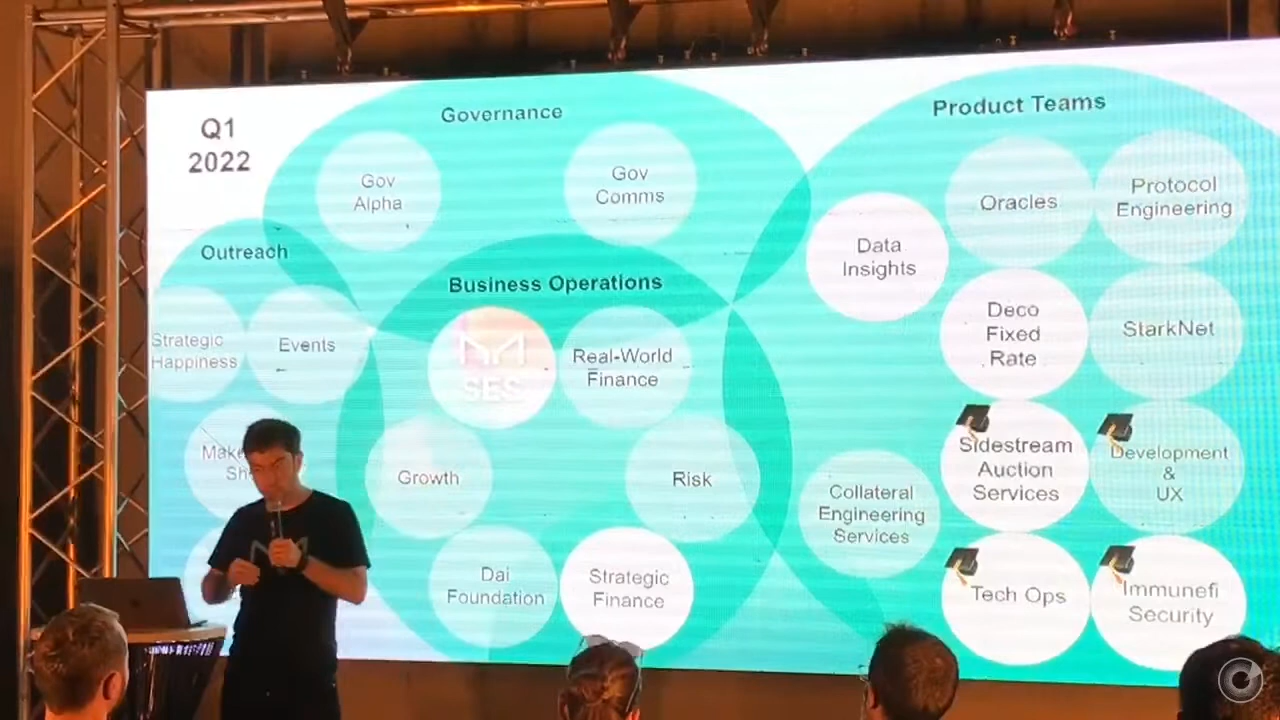 Q1
2022
Governance
Gov
Alpha
Gov
Comms
Outreach
Strategic
Happiness
Events
Business Operations
SES
Real-World
Finance
Growth
Risk
Dai
Foundation
Strategic
Finance
Product Teams
Data
Insights
Oracles
Protocol
Engineering
Deco
Fixed
Rate
StarkNet
Sidestream
Auction
Services
Development
&
UX
Collateral
Engineering
Services
Tech Ops
Immunefi
Security